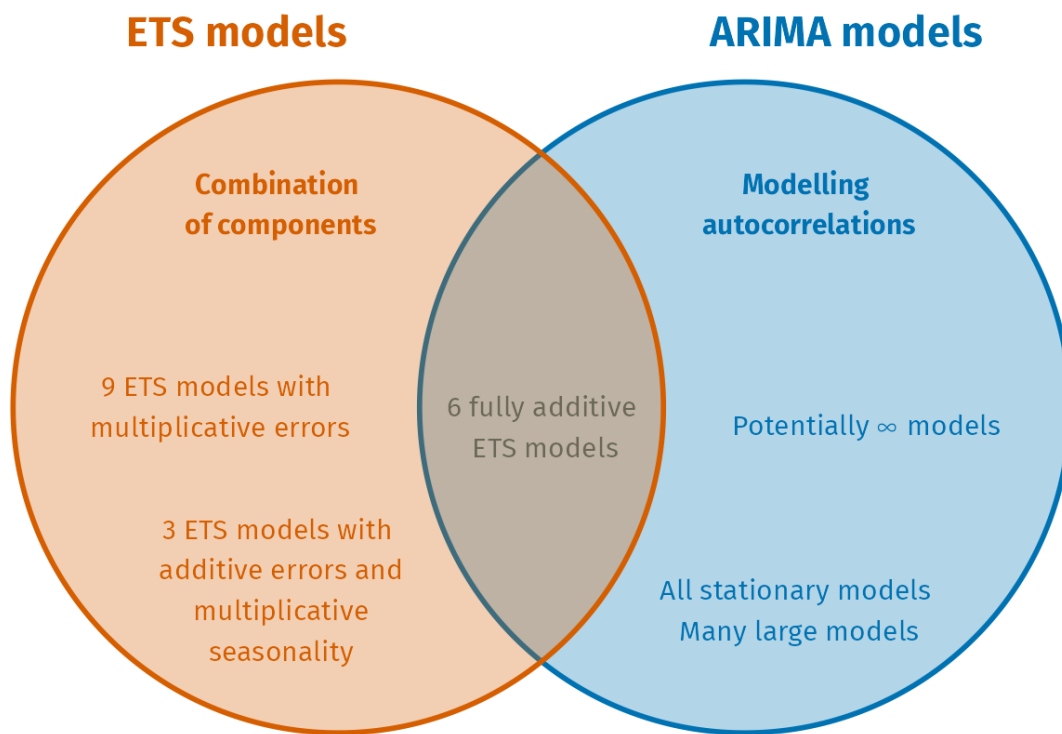 ETS models
ARIMA models
Combination
of components
Modelling
autocorrelations
9 ETS models with
multiplicative errors
6 fully additive
ETS models
Potentially ∞ models
3 ETS models with
additive errors and
multiplicative
seasonality
All stationary models
Many large models